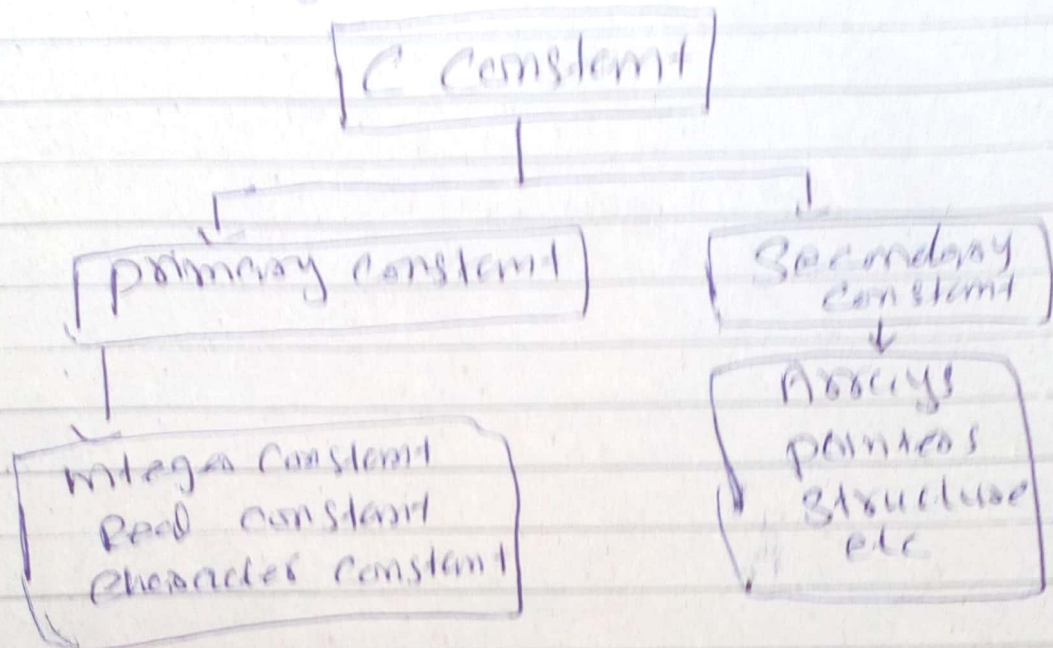 C Constant
primary constant
Secondary
constant
integer constant
Real constant
character constant
Arrays
pointers
structure
etc